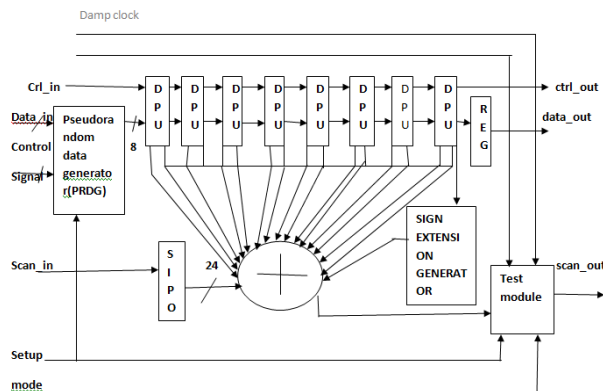 Damp clock
Crl_in
D P U
D P U
D P U
D P U
D P U
D P U
D P U
D P U
ctrl_out
Data_in
Control
Signal
Pseudora
ndom
data
generato
r(PRDG)
8
R E G
data_out
Scan_in
S I P O
24
SIGN
EXTENSI
ON
GENERAT
OR
Test
module
scan_out
Setup
mode